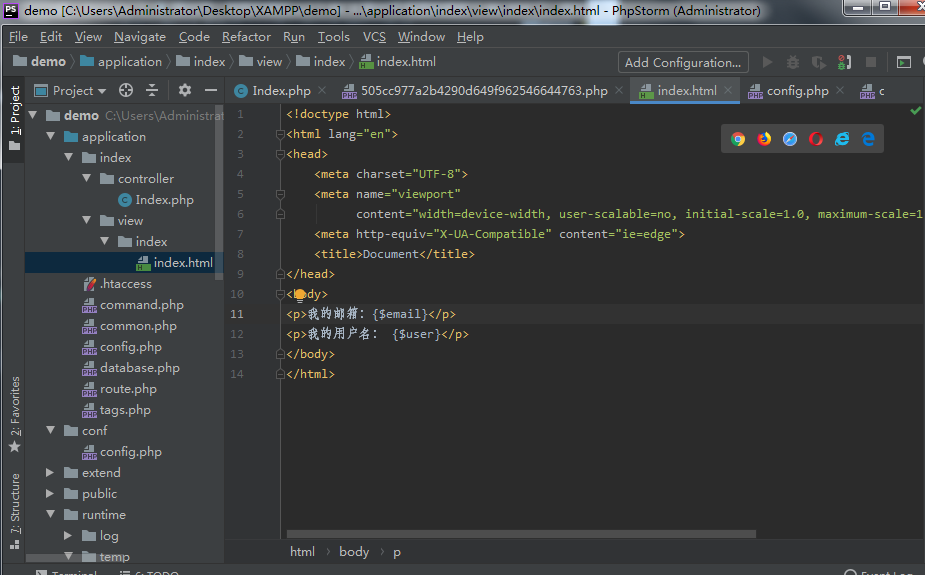 demo [C:\Users\Administrator\Desktop\XAMPP\demo] - ...\application\index\view\index\index.html - PhpStorm (Administrator)
File Edit View Navigate Code Refactor Run Tools VCS Window Help
demo application index view index index.html Add Configuration...
Project Index.php 505cc977a2b4290d649f962546644763.php index.html config.php c
1: Project
2: Favorites
7: Structure
demo C:\Users\Administrat
application
index
controller
Index.php
view
index
index.html
.htaccess
command.php
common.php
config.php
database.php
route.php
tags.php
conf
config.php
extend
public
runtime
log
temp
1 <!doctype html>
2 <html lang="en">
3 <head>
4 <meta charset="UTF-8">
5 <meta name="viewport"
6 content="width=device-width, user-scalable=no, initial-scale=1.0, maximum-scale=1
7 <meta http-equiv="X-UA-Compatible" content="ie=edge">
8 <title>Document</title>
9 </head>
10 <body>
11 <p>我的邮箱：{$email}</p>
12 <p>我的用户名： {$user}</p>
13 </body>
14 </html>
html body p
Terminal 6: TODO Event Log